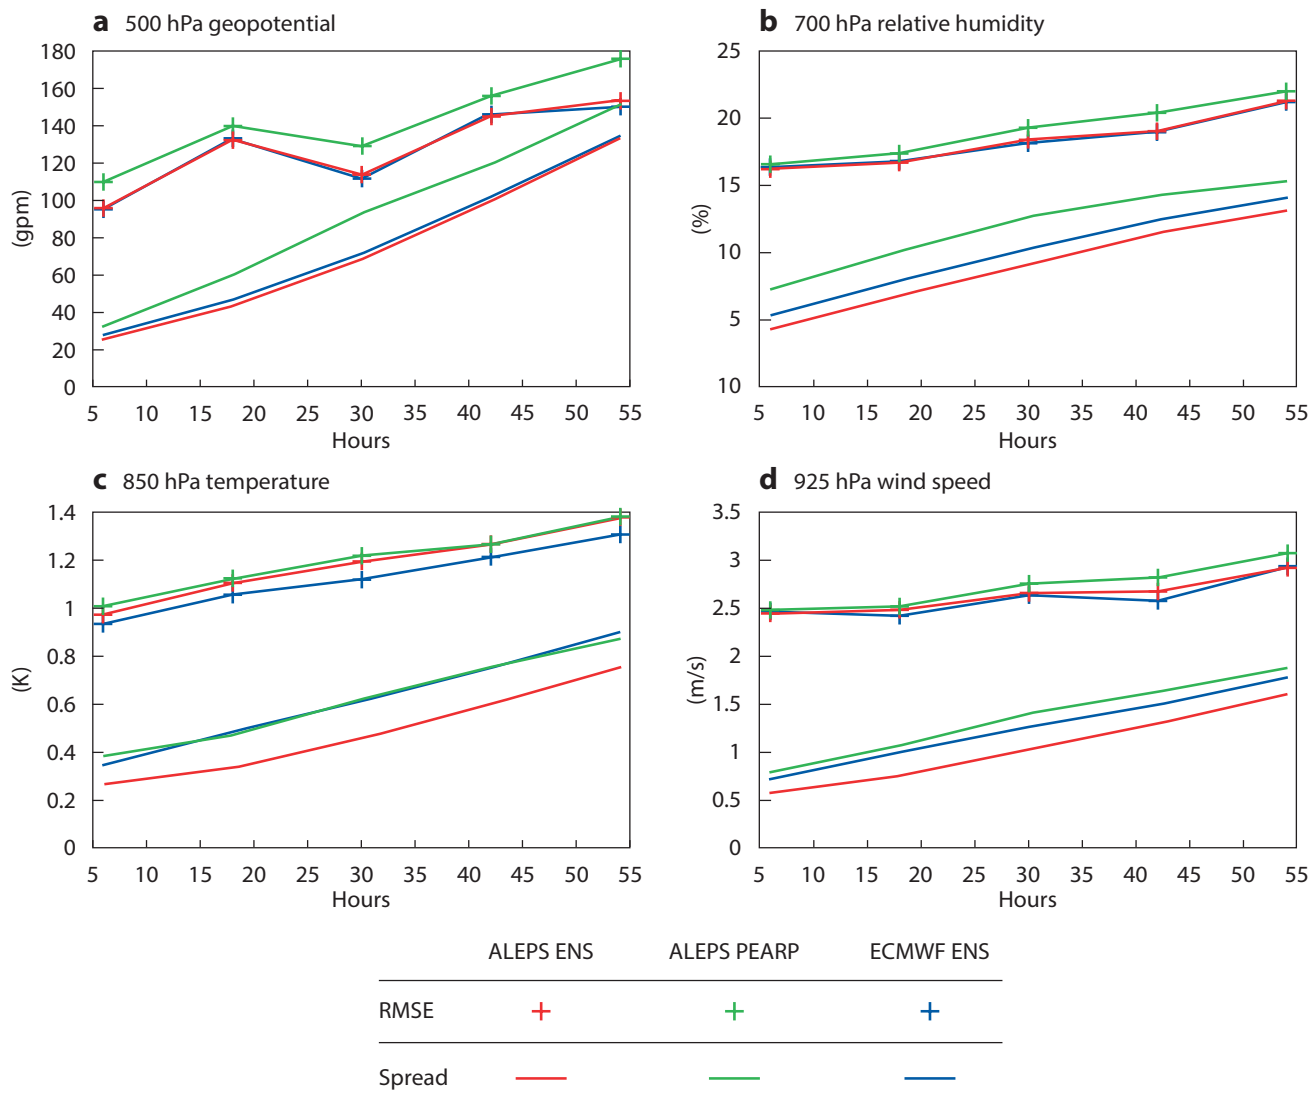 a 500 hPa geopotential
180
160
140
120
100
80
60
40
20
0
(gpm)
5 10 15 20 25 30 35 40 45 50 55
Hours
b 700 hPa relative humidity
25
20
15
10
5
10
(%)
5 10 15 20 25 30 35 40 45 50 55
Hours
c 850 hPa temperature
1.4
1.2
1
0.8
0.6
0.4
0.2
0
(K)
5 10 15 20 25 30 35 40 45 50 55
Hours
d 925 hPa wind speed
3.5
3
2.5
2
1.5
1
0.5
0
(m/s)
5 10 15 20 25 30 35 40 45 50 55
Hours
ALEPS ENS ALEPS PEARP ECMWF ENS
RMSE
Spread